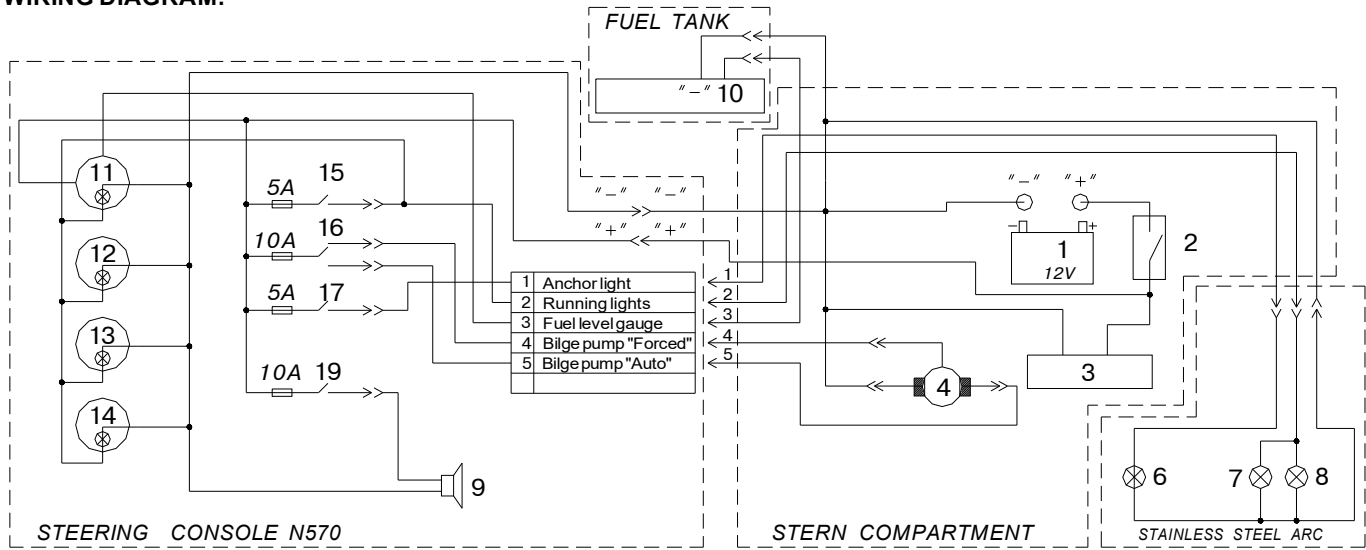 WIRING DIAGRAM:
FUEL TANK
"−" 10
11
5A 15
12
10A 16
5A 17
13
10A 19
14
9
"−" "−"
"+" "+"
1 Anchor light
2 Running lights
3 Fuel level gauge
4 Bilge pump "Forced"
5 Bilge pump "Auto"
1
2
3
4
5
"−" "+"
− +
1
12V
2
3
4
6
7
8
STEERING CONSOLE N570
STERN COMPARTMENT
STAINLESS STEEL ARC